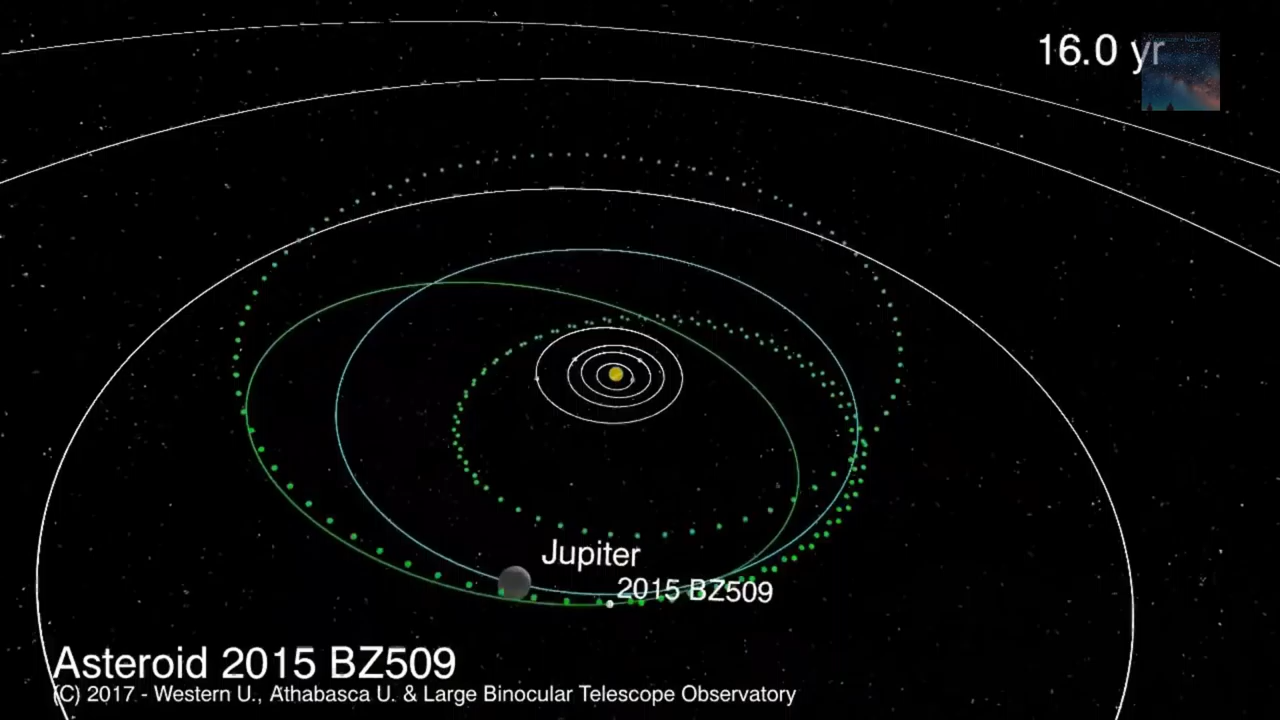 16.0 yr
Jupiter
2015 BZ509
Asteroid 2015 BZ509
(C) 2017 - Western U., Athabasca U. & Large Binocular Telescope Observatory